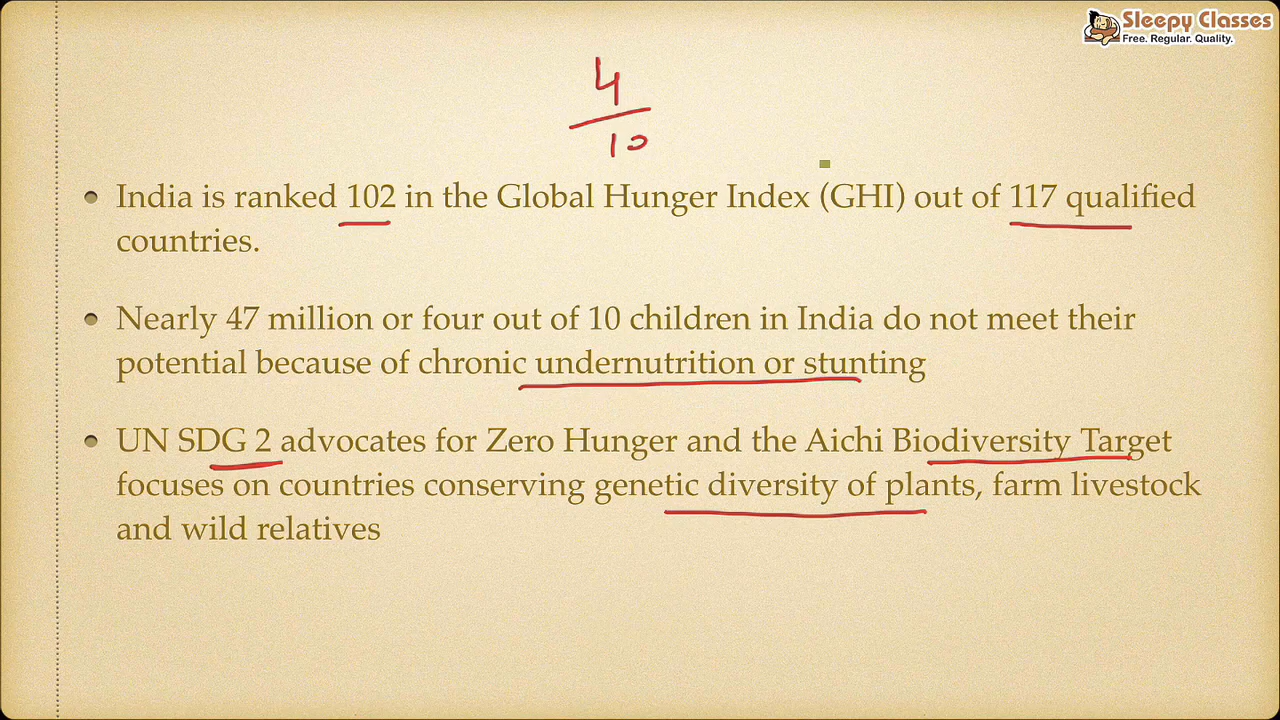 Sleepy Classes
Free. Regular. Quality.
4
10
India is ranked 102 in the Global Hunger Index (GHI) out of 117 qualified
countries.
Nearly 47 million or four out of 10 children in India do not meet their
potential because of chronic undernutrition or stunting
UN SDG 2 advocates for Zero Hunger and the Aichi Biodiversity Target
focuses on countries conserving genetic diversity of plants, farm livestock
and wild relatives